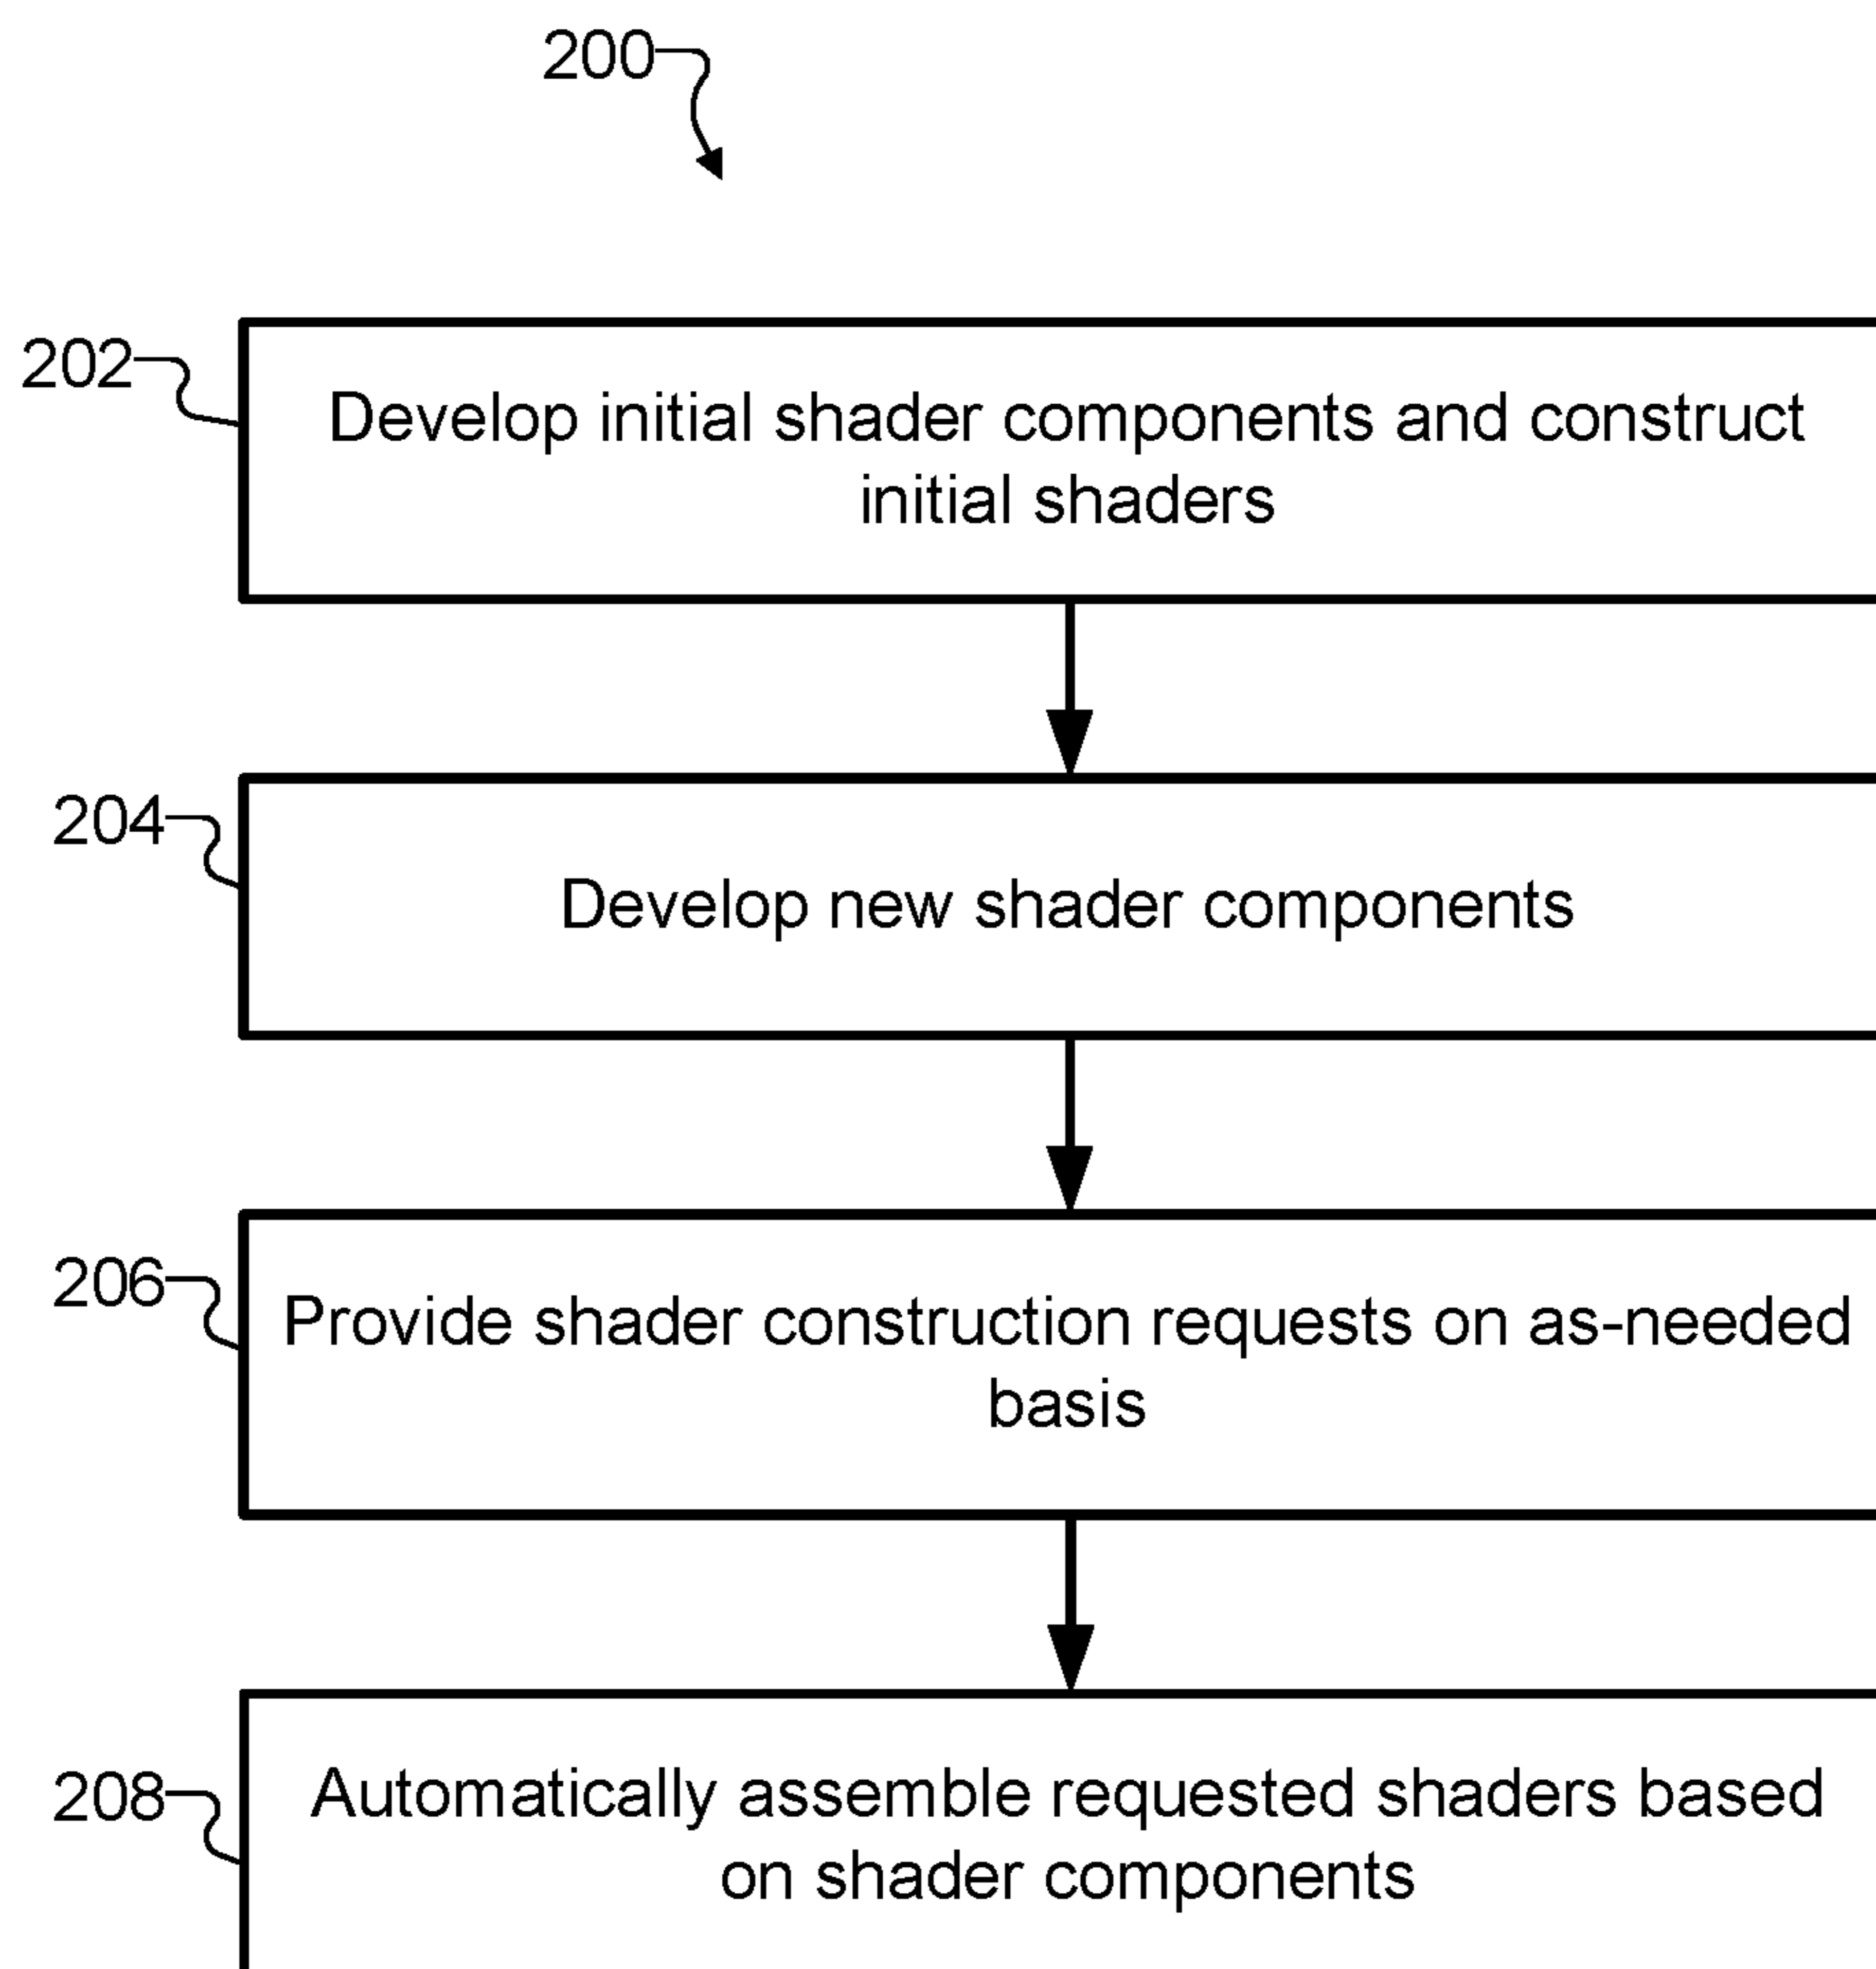 200
202
Develop initial shader components and construct
initial shaders
204
Develop new shader components
206
Provide shader construction requests on as-needed
basis
208
Automatically assemble requested shaders based
on shader components